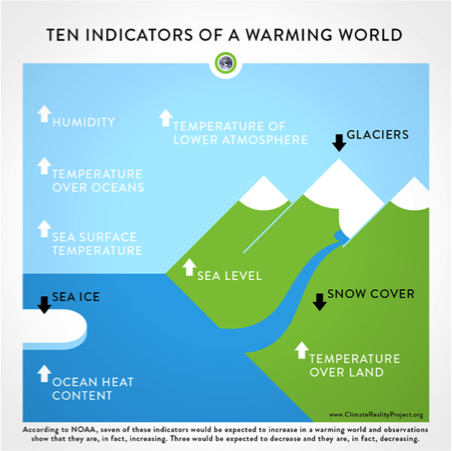 TEN INDICATORS OF A WARMING WORLD
HUMIDITY
TEMPERATURE OF
LOWER ATMOSPHERE
GLACIERS
TEMPERATURE
OVER OCEANS
SEA SURFACE
TEMPERATURE
SEA LEVEL
SEA ICE
SNOW COVER
TEMPERATURE
OVER LAND
OCEAN HEAT
CONTENT
www.ClimateRealityProject.org
According to NOAA, seven of these indicators would be expected to increase in a warming world and observations
show that they are, in fact, increasing. Three would be expected to decrease and they are, in fact, decreasing.